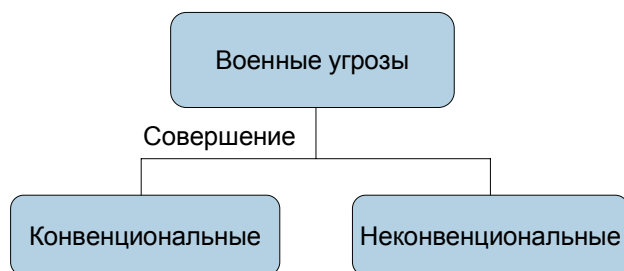 Военные угрозы
Совершение
Конвенциональные
Неконвенциональные